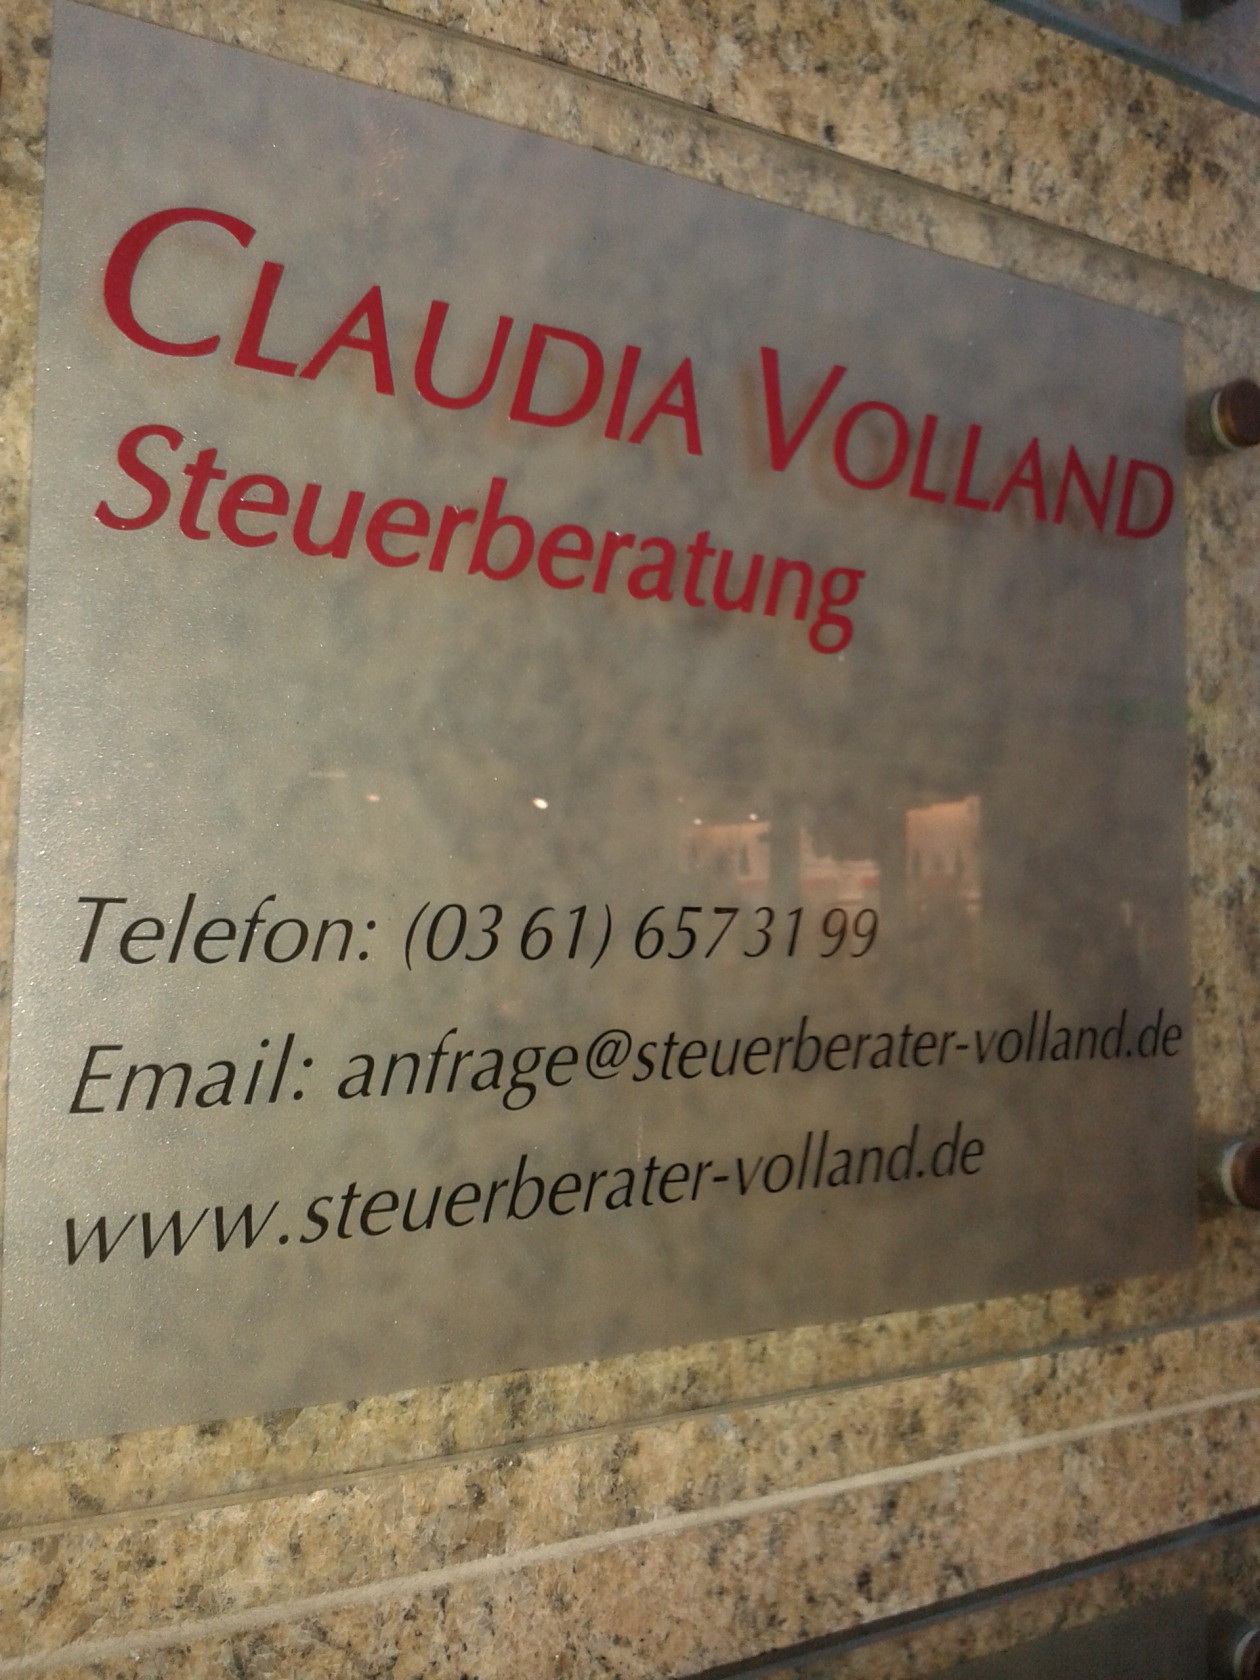 CLAUDIA VOLLAND
Steuerberatung
Telefon: (03 61) 657 31 99
Email: anfrage@steuerberater-volland.de
www.steuerberater-volland.de